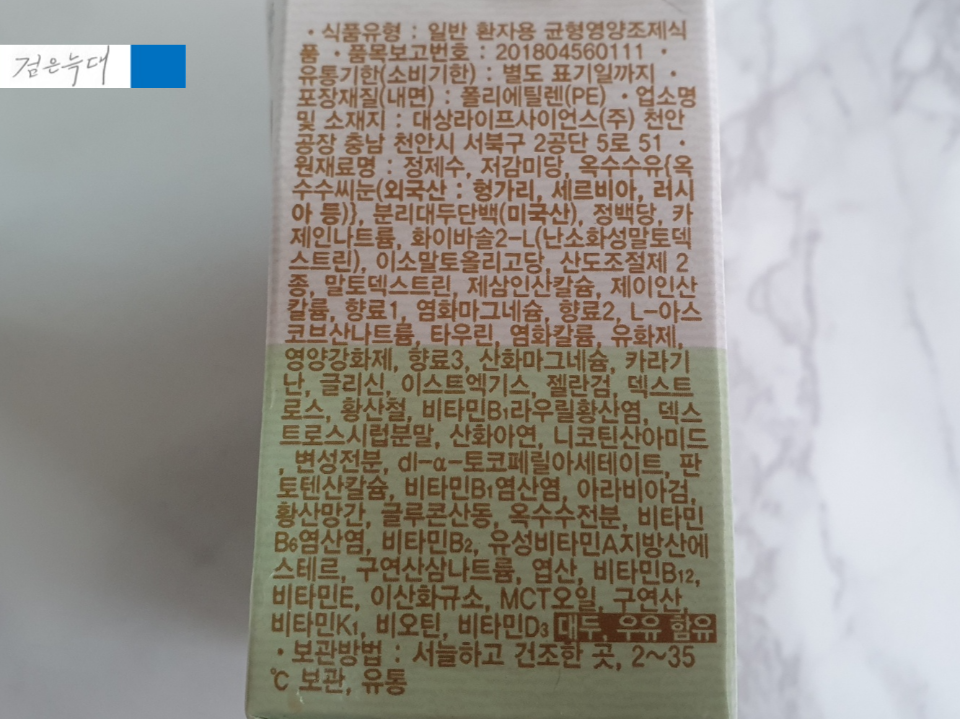 검은늑대
• 식품유형 : 일반 환자용 균형영양조제식
품 • 품목보고번호 : 201804560111 •
유통기한(소비기한) : 별도 표기일까지 •
포장재질(내면) : 폴리에틸렌(PE) • 업소명
및 소재지 : 대상라이프사이언스(주) 천안
공장 충남 천안시 서북구 2공단 5로 51 •
원재료명 : 정제수, 저감미당, 옥수수유{옥
수수씨눈(외국산 : 헝가리, 세르비아, 러시
아 등)}, 분리대두단백(미국산), 정백당, 카
제인나트륨, 화이바솔2-L(난소화성말토덱
스트린), 이소말토올리고당, 산도조절제 2
종, 말토덱스트린, 제삼인산칼슘, 제이인산
칼륨, 향료1, 염화마그네슘, 향료2, L-아스
코브산나트륨, 타우린, 염화칼륨, 유화제,
영양강화제, 향료3, 산화마그네슘, 카라기
난, 글리신, 이스트엑기스, 젤란검, 덱스트
로스, 황산철, 비타민B₁라우릴황산염, 덱스
트로스시럽분말, 산화아연, 니코틴산아미드
, 변성전분, dl-α-토코페릴아세테이트, 판
토텐산칼슘, 비타민B₁염산염, 아라비아검,
황산망간, 글루콘산동, 옥수수전분, 비타민
B₆염산염, 비타민B₂, 유성비타민A지방산에
스테르, 구연산삼나트륨, 엽산, 비타민B₁₂,
비타민E, 이산화규소, MCT오일, 구연산,
비타민K₁, 비오틴, 비타민D₃ 대두, 우유 함유
• 보관방법 : 서늘하고 건조한 곳, 2~35
℃ 보관, 유통